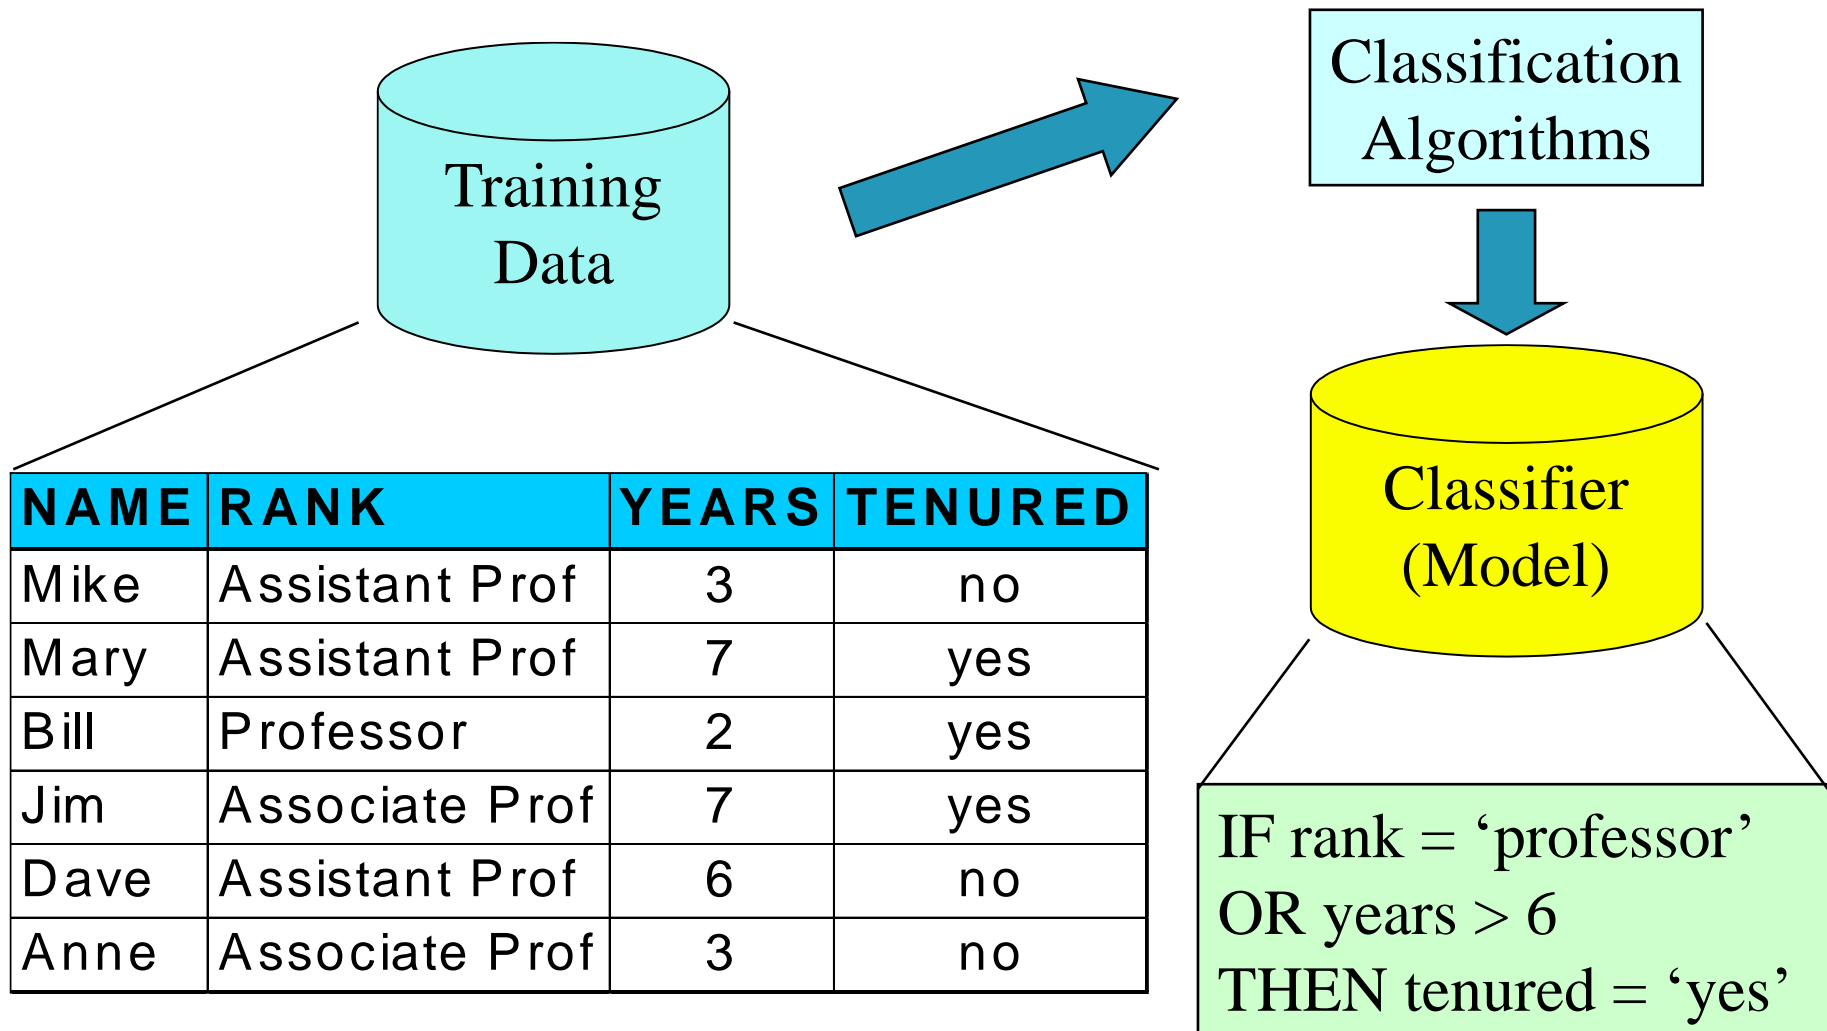 Training
Data
Classification
Algorithms
Classifier
(Model)
NAME RANK YEARS TENURED
Mike Assistant Prof 3 no
Mary Assistant Prof 7 yes
Bill Professor 2 yes
Jim Associate Prof 7 yes
Dave Assistant Prof 6 no
Anne Associate Prof 3 no
IF rank = ‘professor’
OR years > 6
THEN tenured = ‘yes’